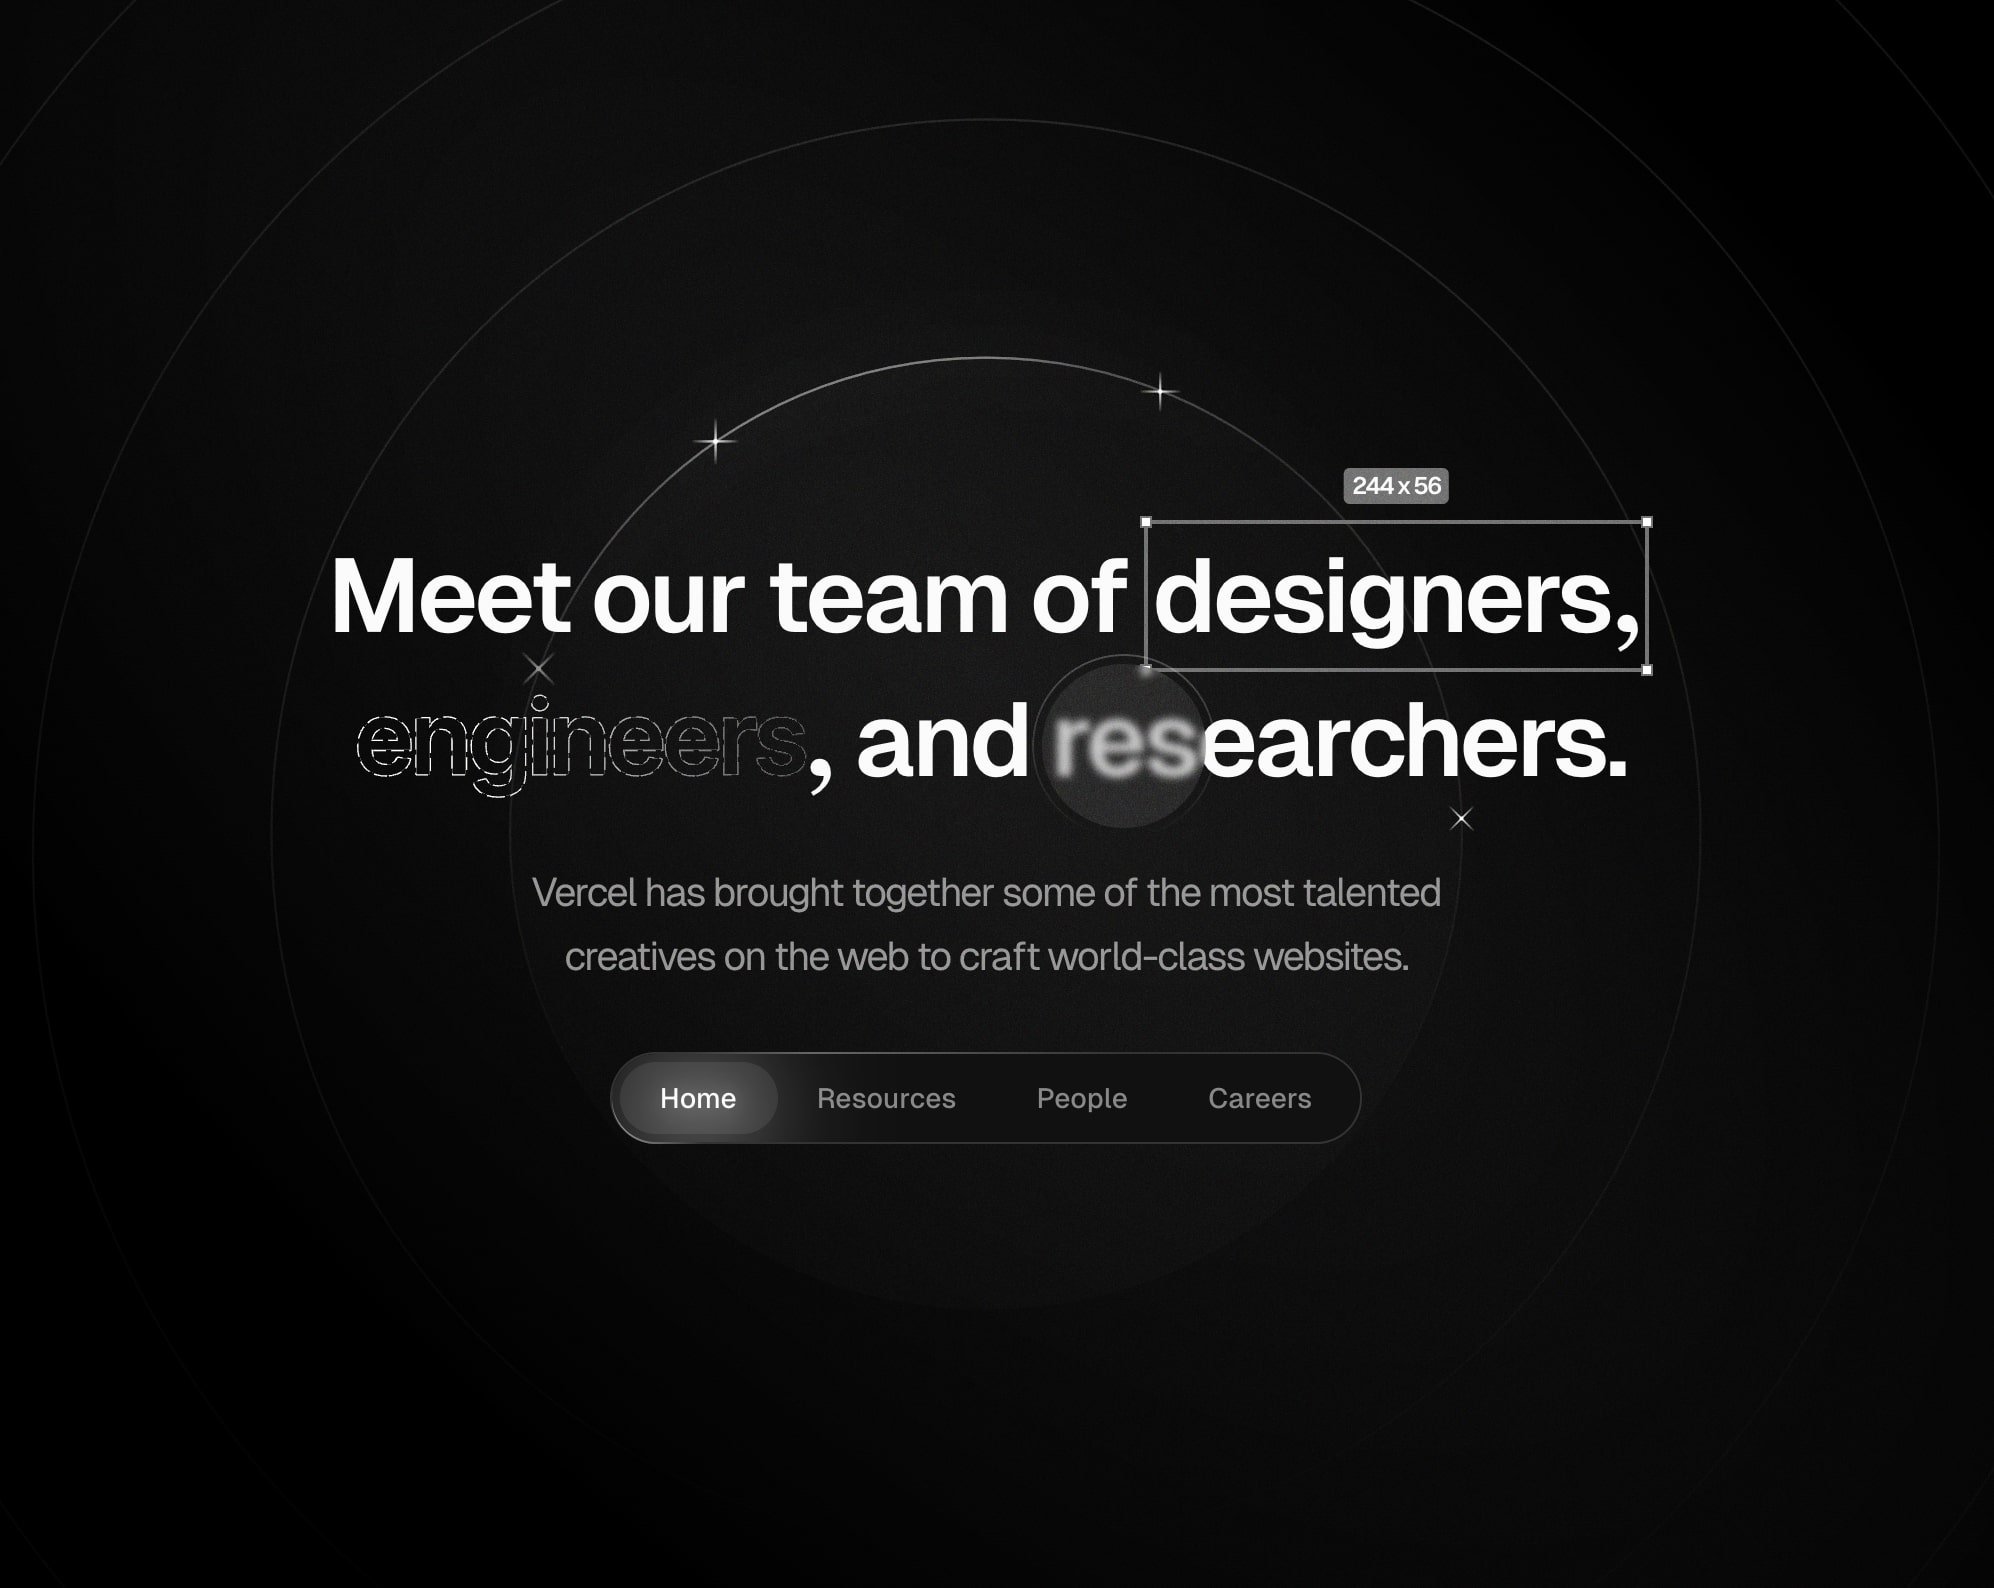 244 x 56
Meet our team of designers,
engineers, and researchers.
Vercel has brought together some of the most talented
creatives on the web to craft world-class websites.
Home Resources People Careers